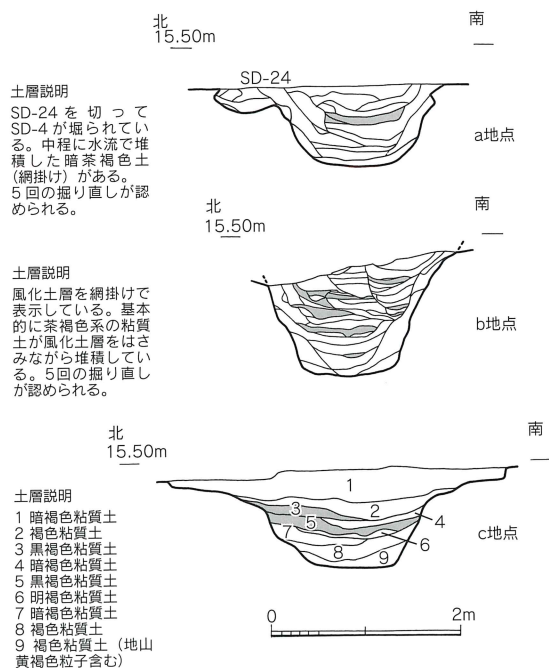 北
15.50m
南
SD-24
土層説明
SD-24 を切って
SD-4 が掘られてい
る。中程に水流で堆
積した暗茶褐色土
(網掛け) がある。
5 回の掘り直しが認
められる。
a地点
北
15.50m
南
土層説明
風化土層を網掛けで
表示している。基本
的に茶褐色系の粘質
土が風化土層をはさ
みながら堆積してい
る。5回の掘り直し
が認められる。
b地点
北
15.50m
南
土層説明
1 暗褐色粘質土
2 褐色粘質土
3 黒褐色粘質土
4 暗褐色粘質土
5 黒褐色粘質土
6 明褐色粘質土
7 暗褐色粘質土
8 褐色粘質土
9 褐色粘質土(地山
黄褐色粒子含む)
1
2
3
4
5
6
7
8
9
c地点
0
2m